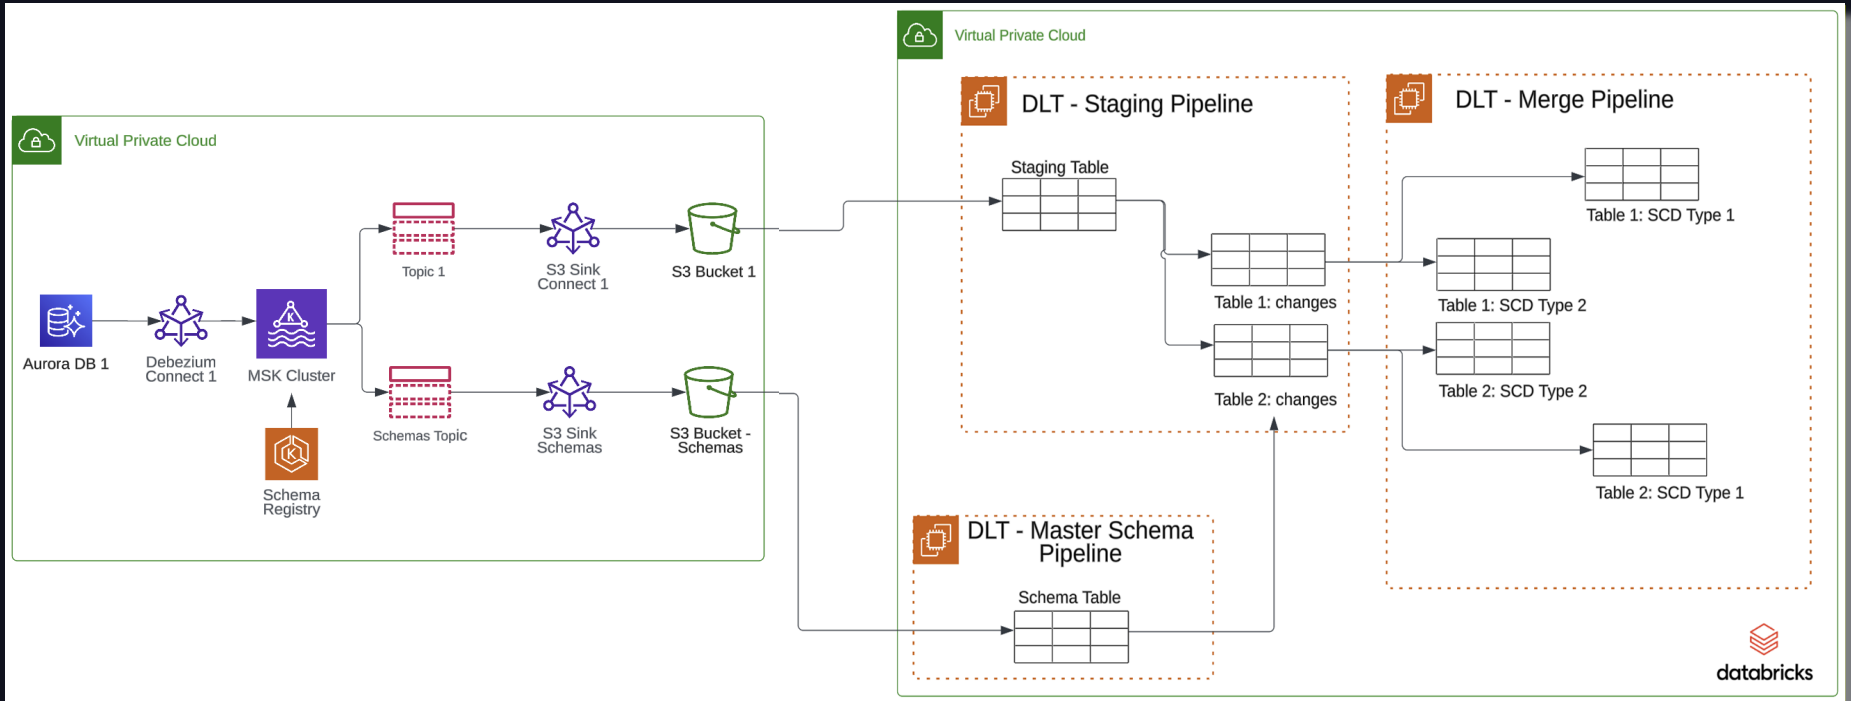 Virtual Private Cloud
Aurora DB 1
Debezium
Connect 1
K
MSK Cluster
K
Schema
Registry
Topic 1
S3 Sink
Connect 1
S3 Bucket 1
Schemas Topic
S3 Sink
Schemas
S3 Bucket -
Schemas
Virtual Private Cloud
DLT - Staging Pipeline
Staging Table
Table 1: changes
Table 2: changes
DLT - Master Schema
Pipeline
Schema Table
DLT - Merge Pipeline
Table 1: SCD Type 1
Table 1: SCD Type 2
Table 2: SCD Type 2
Table 2: SCD Type 1
databricks